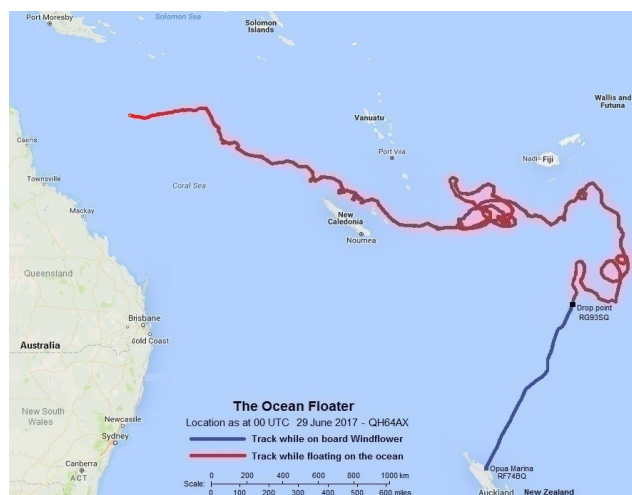 Port Moresby
Solomon Sea
Solomon
Islands
Wallis and
Futuna
Vanuatu
Port Vila
Cairns
Nadi
Fiji
Townsville
Coral Sea
Mackay
New
Caledonia
Noumea
Queensland
Drop point
RG93SQ
Brisbane
Gold Coast
Australia
The Ocean Floater
Location as at 00 UTC 29 June 2017 - QH64AX
Track while on board Windflower
Track while floating on the ocean
New South
Wales
Newcastle
Sydney
Canberra
ACT
Opua Marina
RF74BQ
Auckland
New Zealand
Scale:
0 200 400 600 800 1000 km
0 100 200 300 400 500 600 miles